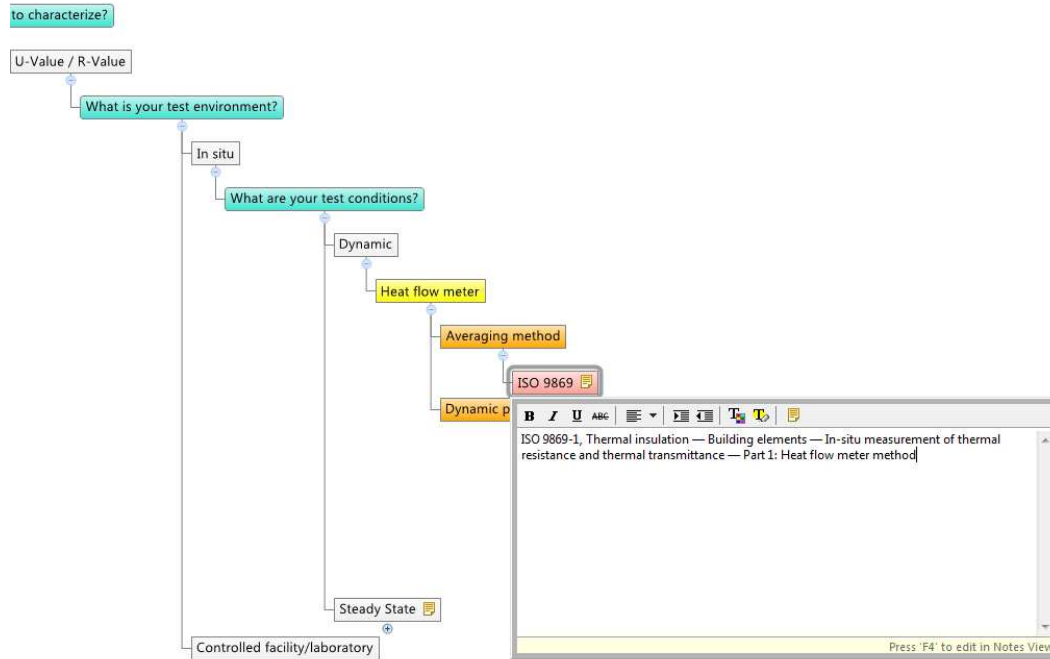 to characterize?
U-Value / R-Value
What is your test environment?
In situ
What are your test conditions?
Dynamic
Heat flow meter
Averaging method
ISO 9869
Dynamic p
B I U ABC
ISO 9869-1, Thermal insulation — Building elements — In-situ measurement of thermal
resistance and thermal transmittance — Part 1: Heat flow meter method
Steady State
Controlled facility/laboratory
Press 'F4' to edit in Notes View